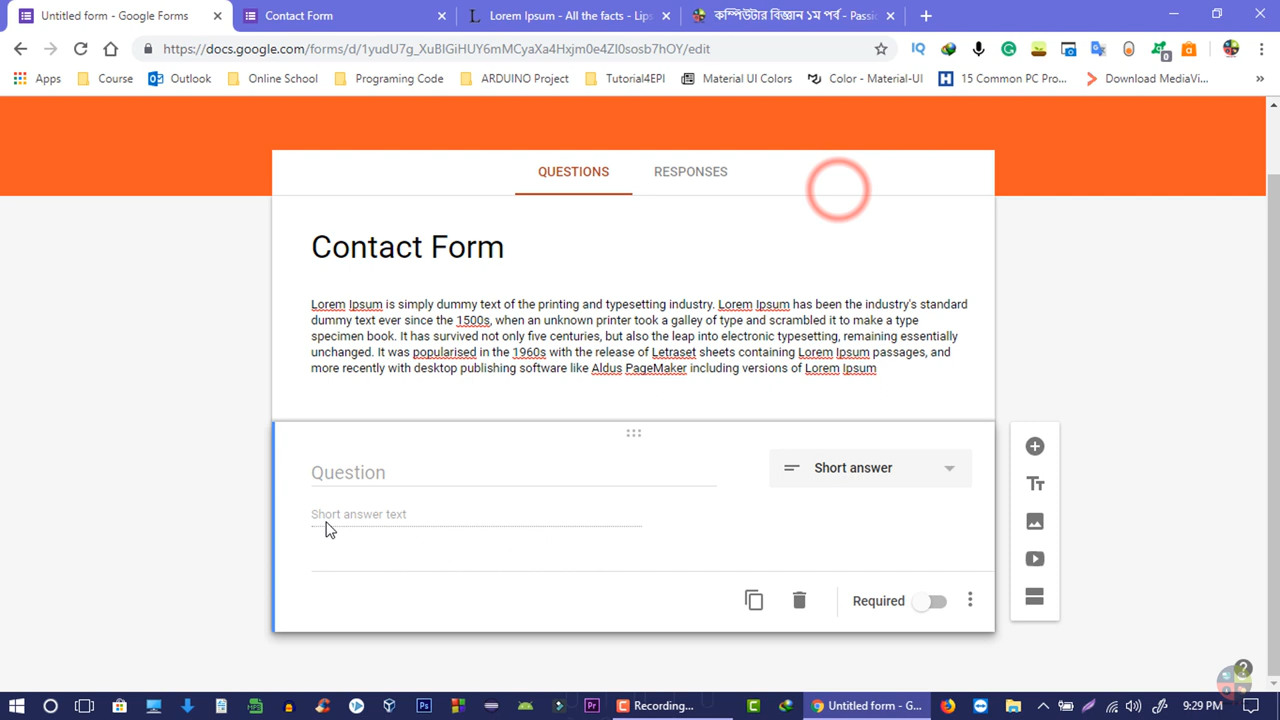 Untitled form - Google Forms
Contact Form
Lorem Ipsum - All the facts - Lips
কম্পিউটার বিজ্ঞান ১ম পর্ব - Passi
https://docs.google.com/forms/d/1yudU7g_XuBIGiHUY6mMCyaXa4Hxjm0e4ZI0sosb7hOY/edit
Apps
Course
Outlook
Online School
Programing Code
ARDUINO Project
Tutorial4EPI
Material UI Colors
Color - Material-UI
15 Common PC Pro...
Download MediaVi...
QUESTIONS
RESPONSES
Contact Form
Lorem Ipsum is simply dummy text of the printing and typesetting industry. Lorem Ipsum has been the industry's standard
dummy text ever since the 1500s, when an unknown printer took a galley of type and scrambled it to make a type
specimen book. It has survived not only five centuries, but also the leap into electronic typesetting, remaining essentially
unchanged. It was popularised in the 1960s with the release of Letraset sheets containing Lorem Ipsum passages, and
more recently with desktop publishing software like Aldus PageMaker including versions of Lorem Ipsum
Question
Short answer
Short answer text
Required
Recording...
Untitled form - G...
9:29 PM